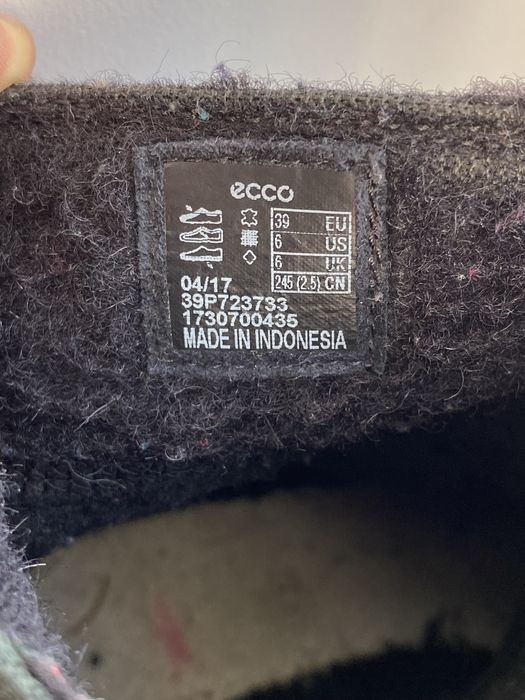 ecco
39 EU
6 US
6 UK
245 (2.5) CN
04/17
39P723733
1730700435
MADE IN INDONESIA